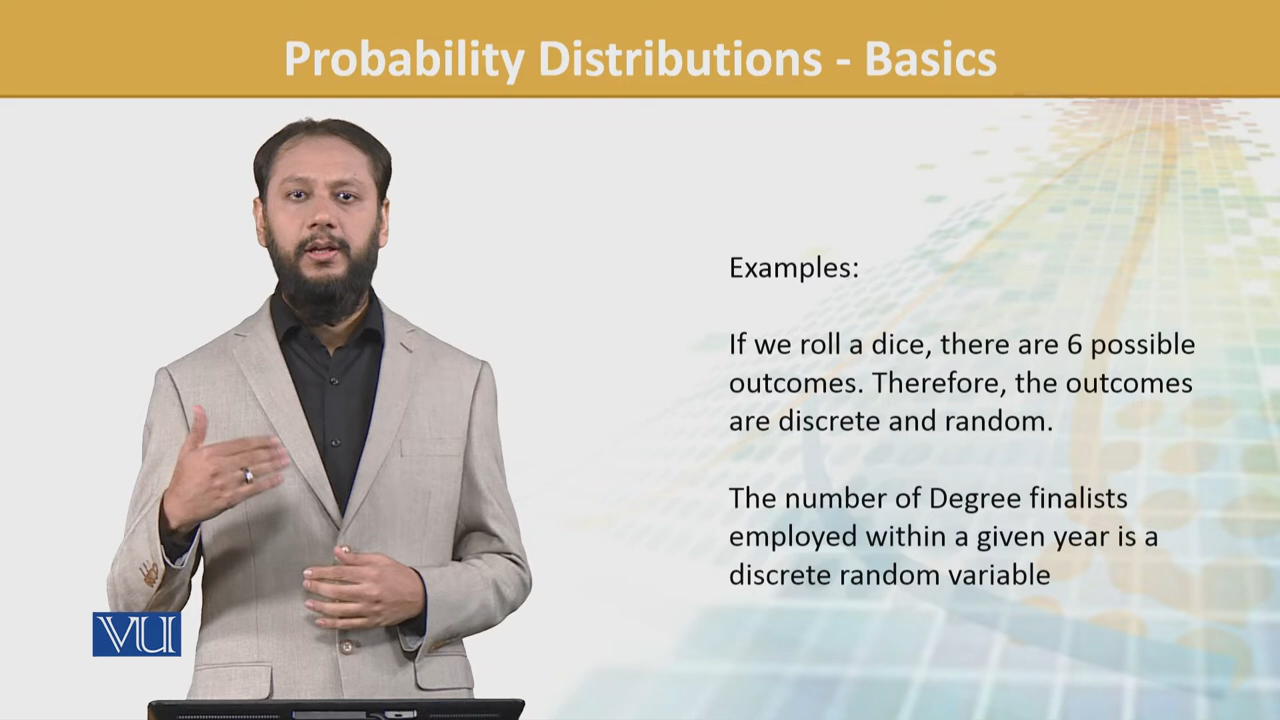 Probability Distributions - Basics
Examples:
If we roll a dice, there are 6 possible
outcomes. Therefore, the outcomes
are discrete and random.
The number of Degree finalists
employed within a given year is a
discrete random variable
VU